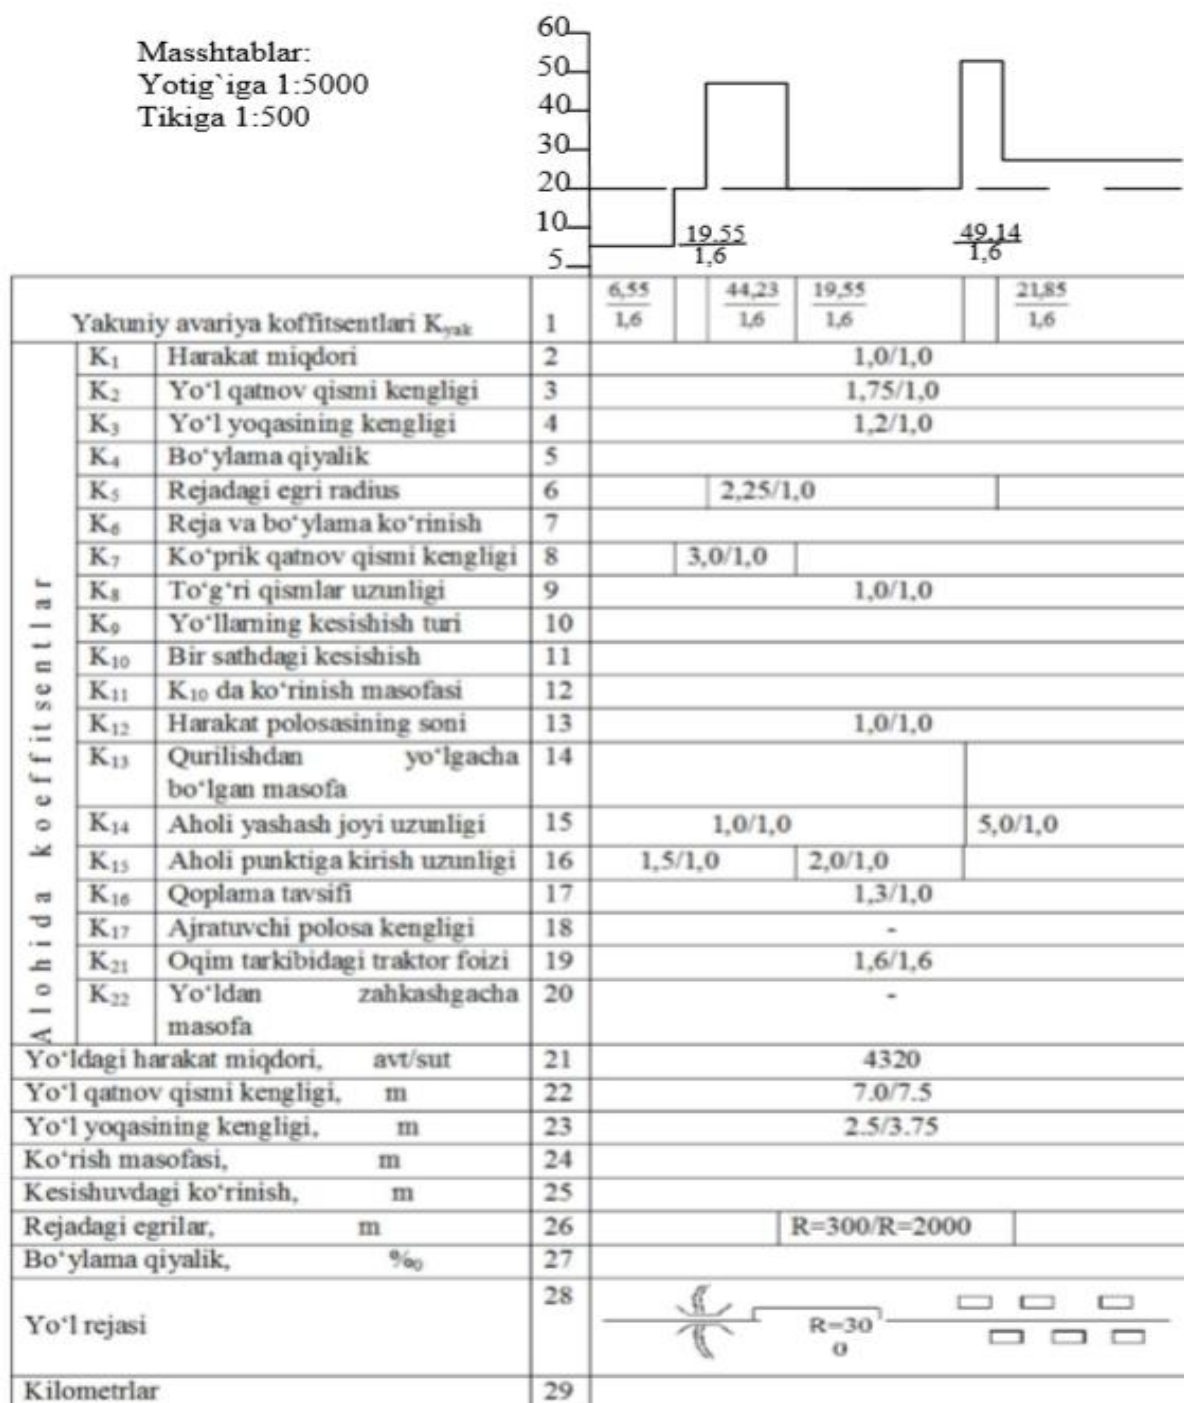 Masshtablar:
Yotig`iga 1:5000
Tikiga 1:500
60
50
40
30
20
10
5
19,55
1,6
49,14
1,6
Yakuniy avariya koffitsentlari Kyak 1 6,55/1,6 44,23/1,6 19,55/1,6 21,85/1,6
Alohida koeffitsentlar
K₁ Harakat miqdori 2 1,0/1,0
K₂ Yo‘l qatnov qismi kengligi 3 1,75/1,0
K₃ Yo‘l yoqasining kengligi 4 1,2/1,0
K₄ Bo‘ylama qiyalik 5
K₅ Rejadagi egri radius 6 2,25/1,0
K₆ Reja va bo‘ylama ko‘rinish 7
K₇ Ko‘prik qatnov qismi kengligi 8 3,0/1,0
K₈ To‘g‘ri qismlar uzunligi 9 1,0/1,0
K₉ Yo‘llarning kesishish turi 10
K₁₀ Bir sathdagi kesishish 11
K₁₁ K₁₀ da ko‘rinish masofasi 12
K₁₂ Harakat polosasining soni 13 1,0/1,0
K₁₃ Qurilishdan yo‘lgacha 14
bo‘lgan masofa
K₁₄ Aholi yashash joyi uzunligi 15 1,0/1,0 5,0/1,0
K₁₅ Aholi punktiga kirish uzunligi 16 1,5/1,0 2,0/1,0
K₁₆ Qoplama tavsifi 17 1,3/1,0
K₁₇ Ajratuvchi polosa kengligi 18 -
K₂₁ Oqim tarkibidagi traktor foizi 19 1,6/1,6
K₂₂ Yo‘ldan zahkashgacha 20 -
masofa
Yo‘ldagi harakat miqdori, avt/sut 21 4320
Yo‘l qatnov qismi kengligi, m 22 7.0/7.5
Yo‘l yoqasining kengligi, m 23 2.5/3.75
Ko‘rish masofasi, m 24
Kesishuvdagi ko‘rinish, m 25
Rejadagi egrilar, m 26 R=300/R=2000
Bo‘ylama qiyalik, %₀ 27
Yo‘l rejasi 28 R=30
0
Kilometrlar 29